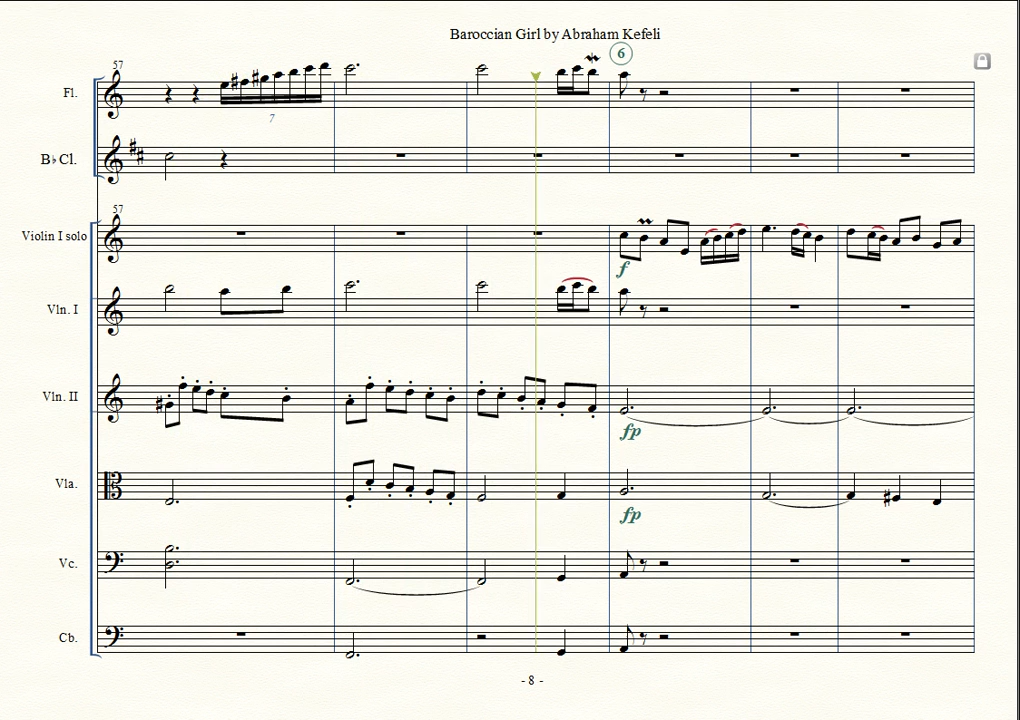 Baroccian Girl by Abraham Kefeli
6
57
Fl.
7
B♭ Cl.
57
Violin I solo
f
Vln. I
Vln. II
fp
Vla.
fp
Vc.
Cb.
- 8 -